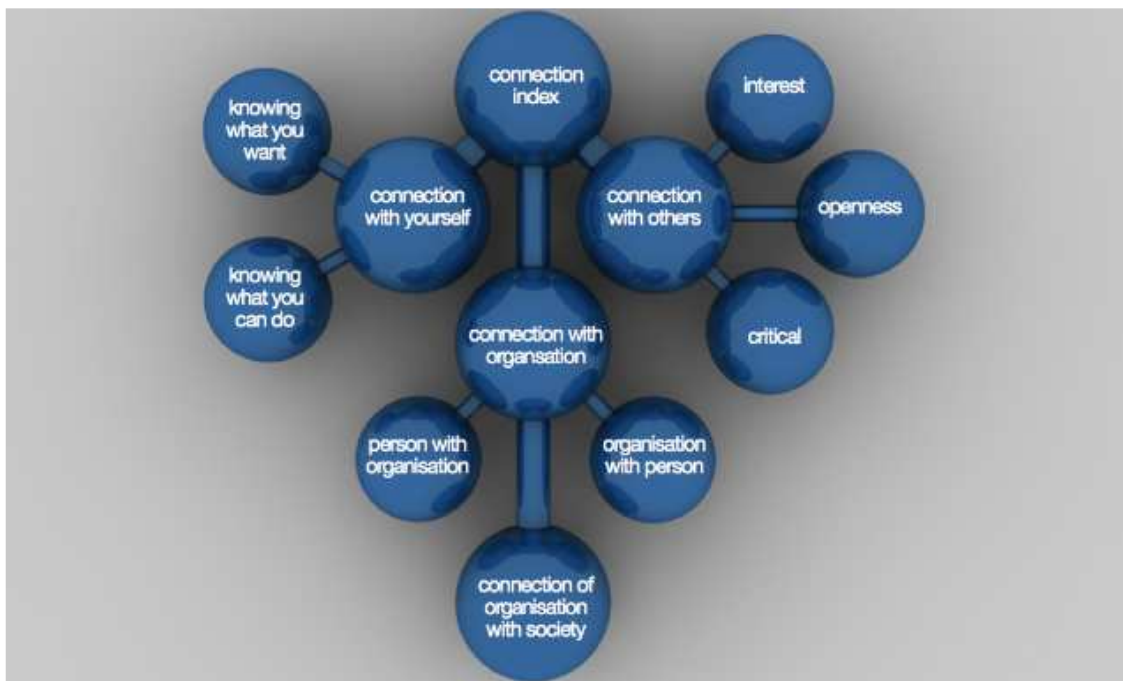 connection
index
knowing
what you
want
connection
with yourself
knowing
what you
can do
connection
with others
interest
openness
critical
connection with
organsation
person with
organisation
organisation
with person
connection of
organisation
with society